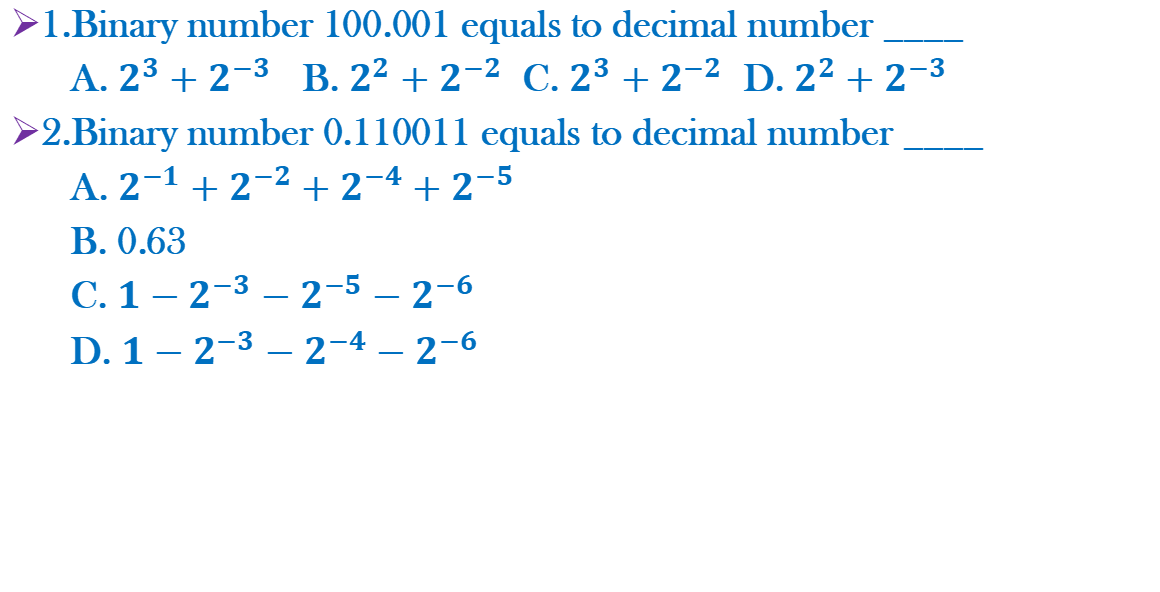 ➢1.Binary number 100.001 equals to decimal number ____
A. 2³ + 2⁻³ B. 2² + 2⁻² C. 2³ + 2⁻² D. 2² + 2⁻³
➢2.Binary number 0.110011 equals to decimal number ____
A. 2⁻¹ + 2⁻² + 2⁻⁴ + 2⁻⁵
B. 0.63
C. 1 − 2⁻³ − 2⁻⁵ − 2⁻⁶
D. 1 − 2⁻³ − 2⁻⁴ − 2⁻⁶